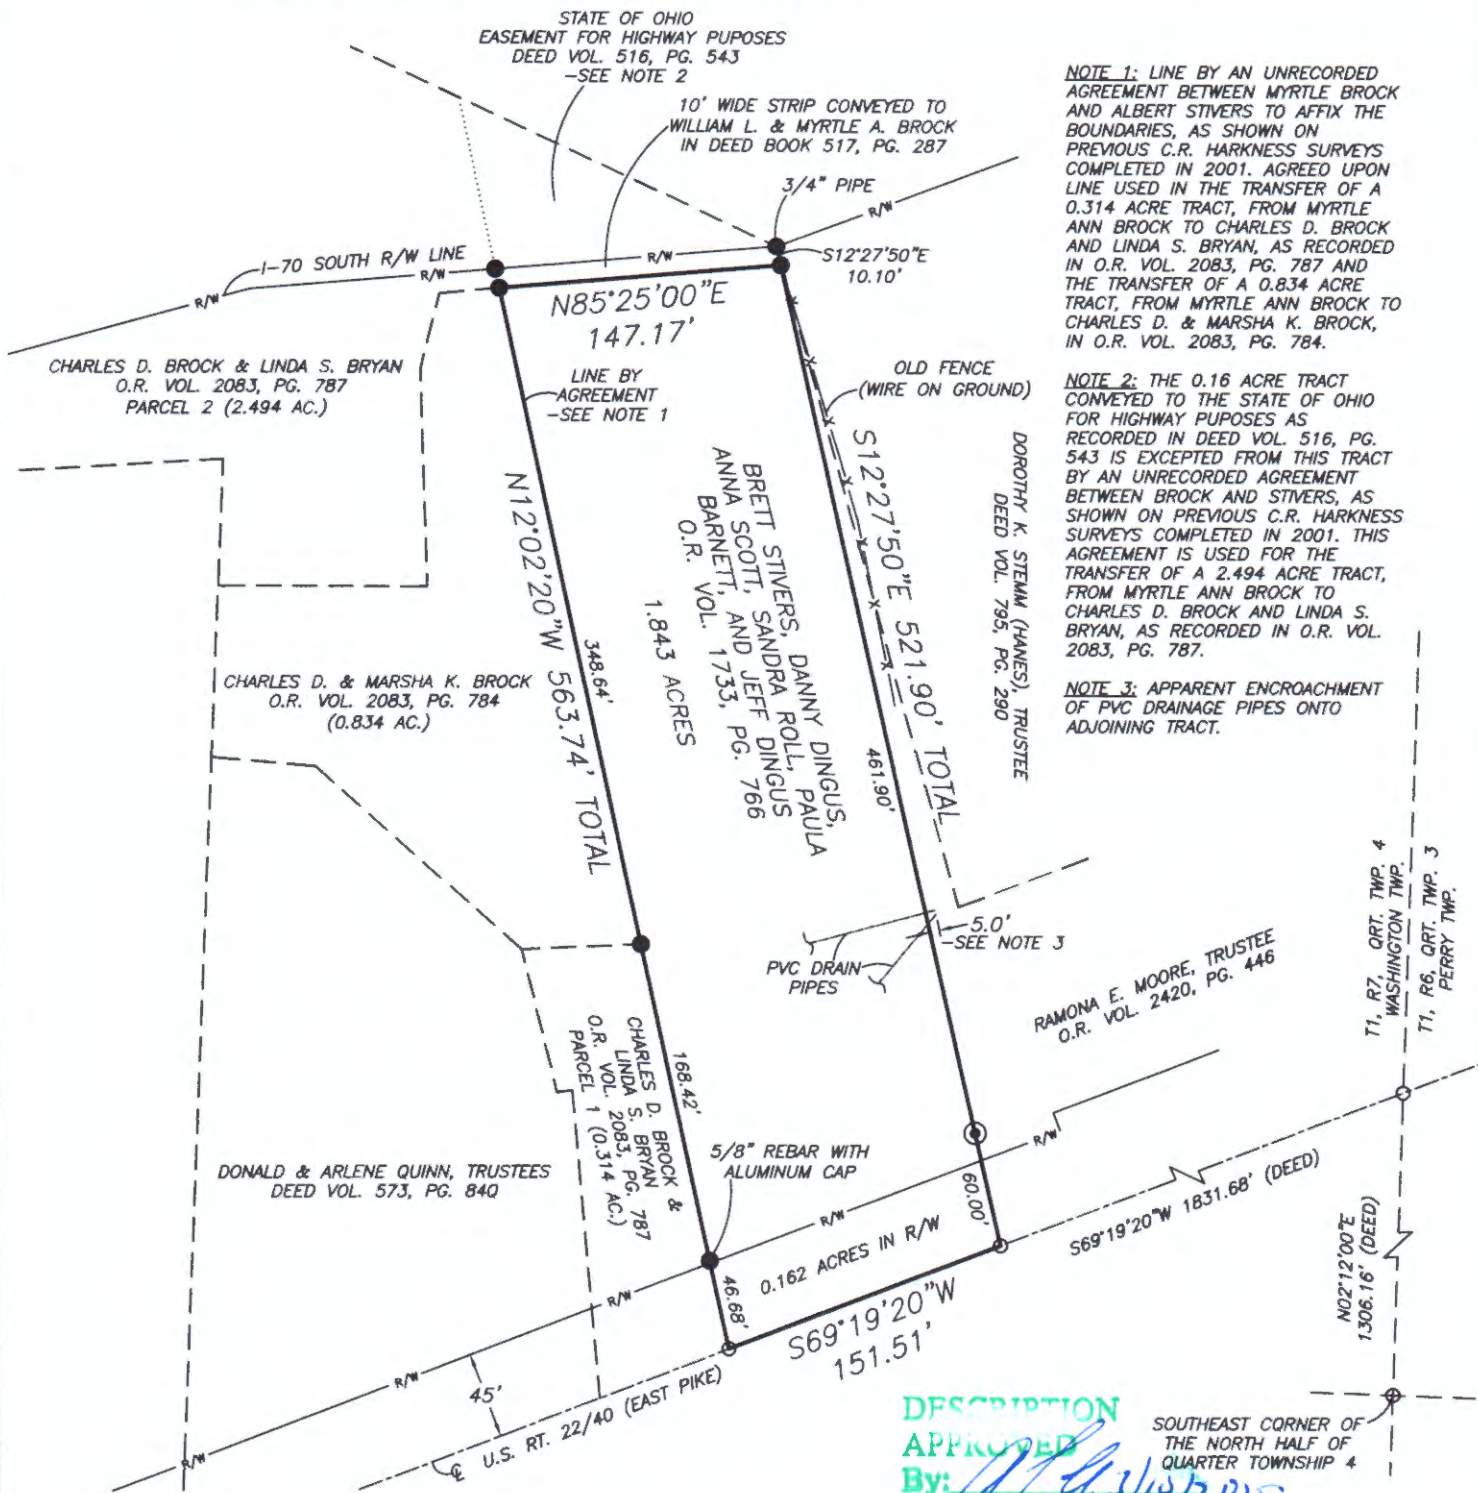 STATE OF OHIO
EASEMENT FOR HIGHWAY PUPOSES
DEED VOL. 516, PG. 543
-SEE NOTE 2
10' WIDE STRIP CONVEYED TO
WILLIAM L. & MYRTLE A. BROCK
IN DEED BOOK 517, PG. 287
3/4" PIPE
R/W
I-70 SOUTH R/W LINE
R/W
R/W
R/W
S12°27'50"E
10.10'
N85°25'00"E
147.17'
CHARLES D. BROCK & LINDA S. BRYAN
O.R. VOL. 2083, PG. 787
PARCEL 2 (2.494 AC.)
LINE BY
AGREEMENT
-SEE NOTE 1
OLD FENCE
(WIRE ON GROUND)
NOTE 1: LINE BY AN UNRECORDED
AGREEMENT BETWEEN MYRTLE BROCK
AND ALBERT STIVERS TO AFFIX THE
BOUNDARIES, AS SHOWN ON
PREVIOUS C.R. HARKNESS SURVEYS
COMPLETED IN 2001. AGREED UPON
LINE USED IN THE TRANSFER OF A
0.314 ACRE TRACT, FROM MYRTLE
ANN BROCK TO CHARLES D. BROCK
AND LINDA S. BRYAN, AS RECORDED
IN O.R. VOL. 2083, PG. 787 AND
THE TRANSFER OF A 0.834 ACRE
TRACT, FROM MYRTLE ANN BROCK TO
CHARLES D. & MARSHA K. BROCK,
IN O.R. VOL. 2083, PG. 784.
NOTE 2: THE 0.16 ACRE TRACT
CONVEYED TO THE STATE OF OHIO
FOR HIGHWAY PUPOSES AS
RECORDED IN DEED VOL. 516, PG.
543 IS EXCEPTED FROM THIS TRACT
BY AN UNRECORDED AGREEMENT
BETWEEN BROCK AND STIVERS, AS
SHOWN ON PREVIOUS C.R. HARKNESS
SURVEYS COMPLETED IN 2001. THIS
AGREEMENT IS USED FOR THE
TRANSFER OF A 2.494 ACRE TRACT,
FROM MYRTLE ANN BROCK TO
CHARLES D. BROCK AND LINDA S.
BRYAN, AS RECORDED IN O.R. VOL.
2083, PG. 787.
NOTE 3: APPARENT ENCROACHMENT
OF PVC DRAINAGE PIPES ONTO
ADJOINING TRACT.
N12°02'20"W 563.74' TOTAL
348.64'
BRETT STIVERS, DANNY DINGUS,
ANNA SCOTT, SANDRA ROLL, PAULA
BARNETT, AND JEFF DINGUS
O.R. VOL. 1733, PG. 766
1.843 ACRES
S12°27'50"E 521.90' TOTAL
461.90'
DOROTHY K. STEMM (HANES), TRUSTEE
DEED VOL. 795, PG. 290
CHARLES D. & MARSHA K. BROCK
O.R. VOL. 2083, PG. 784
(0.834 AC.)
5.0'
-SEE NOTE 3
PVC DRAIN
PIPES
RAMONA E. MOORE, TRUSTEE
O.R. VOL. 2420, PG. 446
T1, R7, QRT. TWP. 4
WASHINGTON TWP.
T1, R6, QRT. TWP. 3
PERRY TWP.
CHARLES D. BROCK &
LINDA S. BRYAN
O.R. VOL. 2083, PG. 787
PARCEL 1 (0.314 AC.)
168.42'
DONALD & ARLENE QUINN, TRUSTEES
DEED VOL. 573, PG. 840
5/8" REBAR WITH
ALUMINUM CAP
R/W
60.00'
R/W
0.162 ACRES IN R/W
46.68'
S69°19'20"W 1831.68' (DEED)
N02°12'00"E
1306.16' (DEED)
S69°19'20"W
151.51'
R/W
R/W
R/W
45'
U.S. RT. 22/40 (EAST PIKE)
SOUTHEAST CORNER OF
THE NORTH HALF OF
QUARTER TOWNSHIP 4
DESCRIPTION
APPROVED
By: